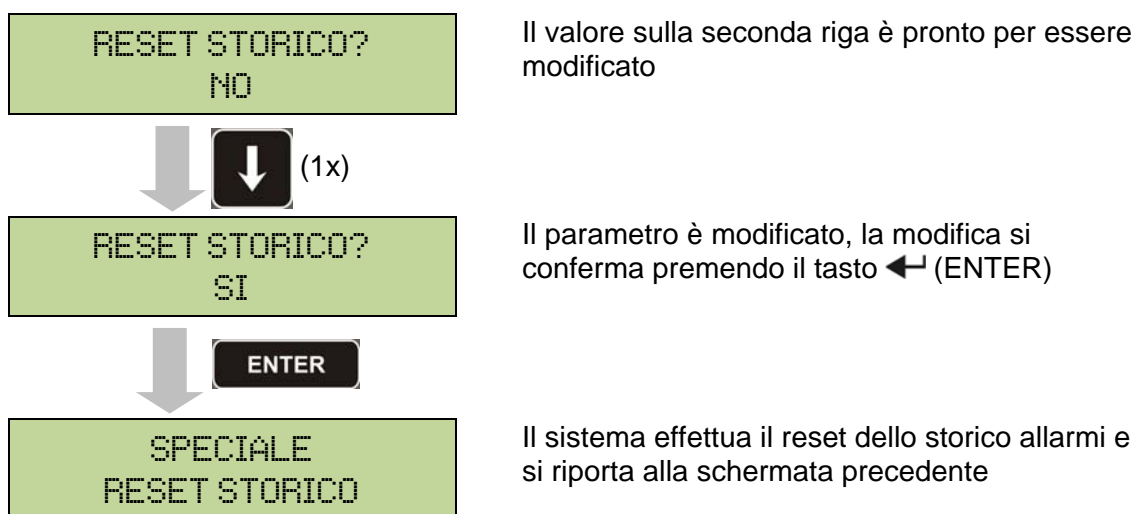 RESET STORICO?
NO
Il valore sulla seconda riga è pronto per essere
modificato
(1x)
RESET STORICO?
SI
Il parametro è modificato, la modifica si
conferma premendo il tasto (ENTER)
ENTER
SPECIALE
RESET STORICO
Il sistema effettua il reset dello storico allarmi e
si riporta alla schermata precedente